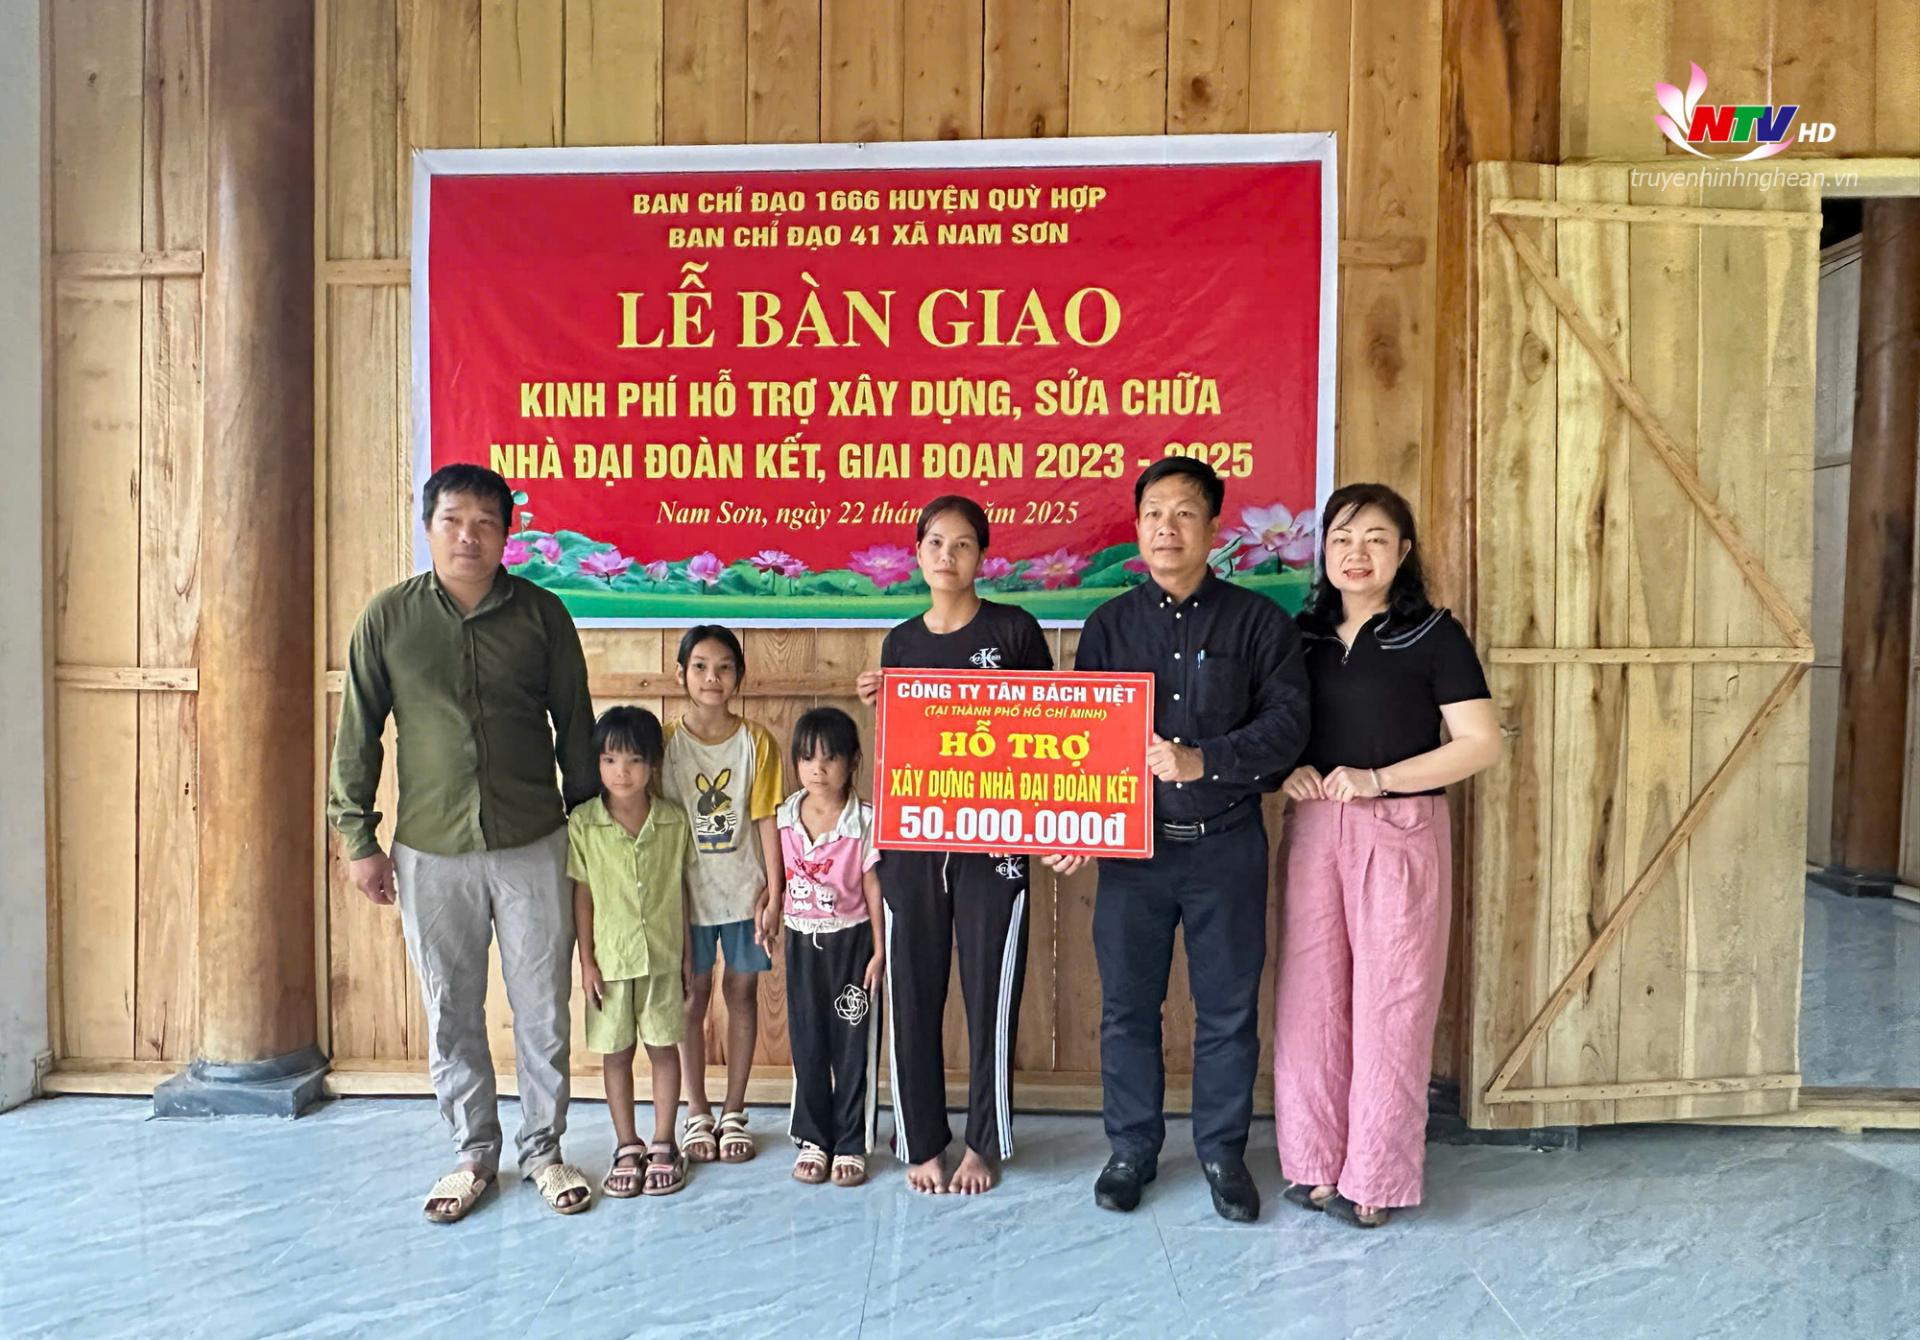 NTV HD
truyenhinhnghean.vn
BAN CHỈ ĐẠO 1666 HUYỆN QUỲ HỢP
BAN CHỈ ĐẠO 41 XÃ NAM SƠN
LỄ BÀN GIAO
KINH PHÍ HỖ TRỢ XÂY DỰNG, SỬA CHỮA
NHÀ ĐẠI ĐOÀN KẾT, GIAI ĐOẠN 2023 - 2025
Nam Sơn, ngày 22 thán năm 2025
CÔNG TY TÂN BÁCH VIỆT
(TẠI THÀNH PHỐ HỒ CHÍ MINH)
HỖ TRỢ
XÂY DỰNG NHÀ ĐẠI ĐOÀN KẾT
50.000.000đ